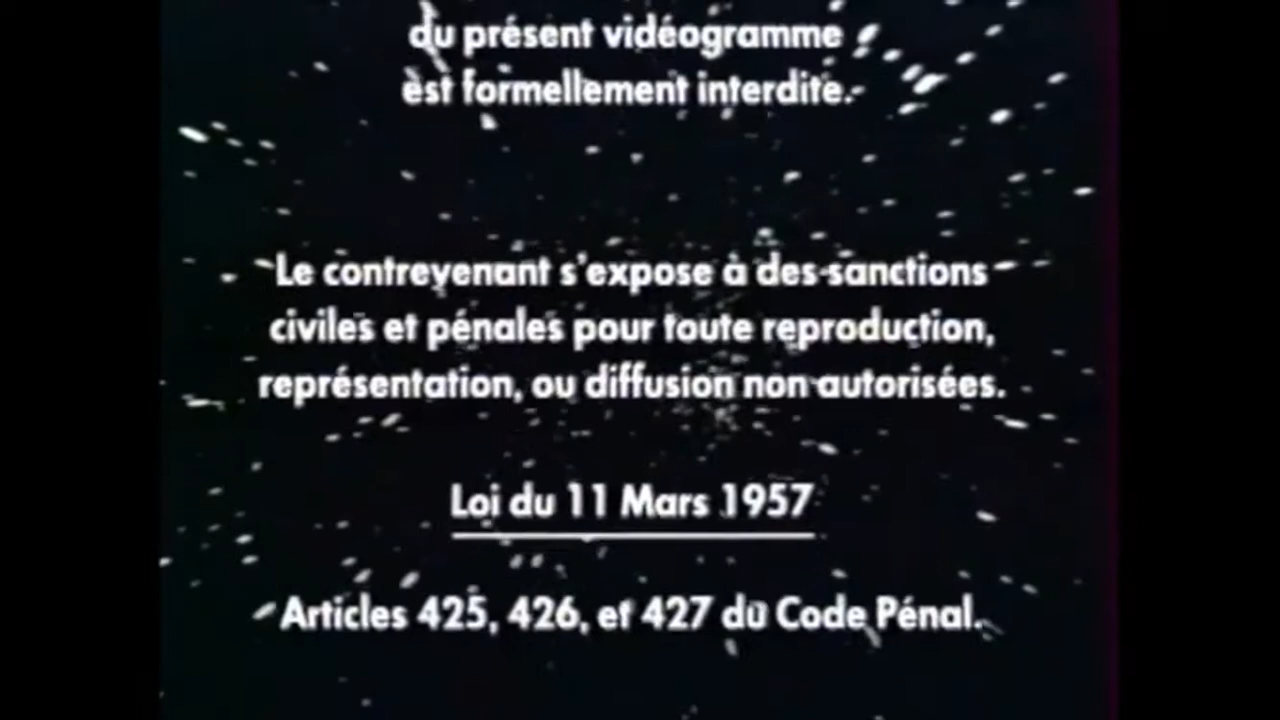 du présent vidéogramme
est formellement interdite.
Le contrevenant s'expose à des sanctions
civiles et pénales pour toute reproduction,
représentation, ou diffusion non autorisées.
Loi du 11 Mars 1957
Articles 425, 426, et 427 du Code Pénal.